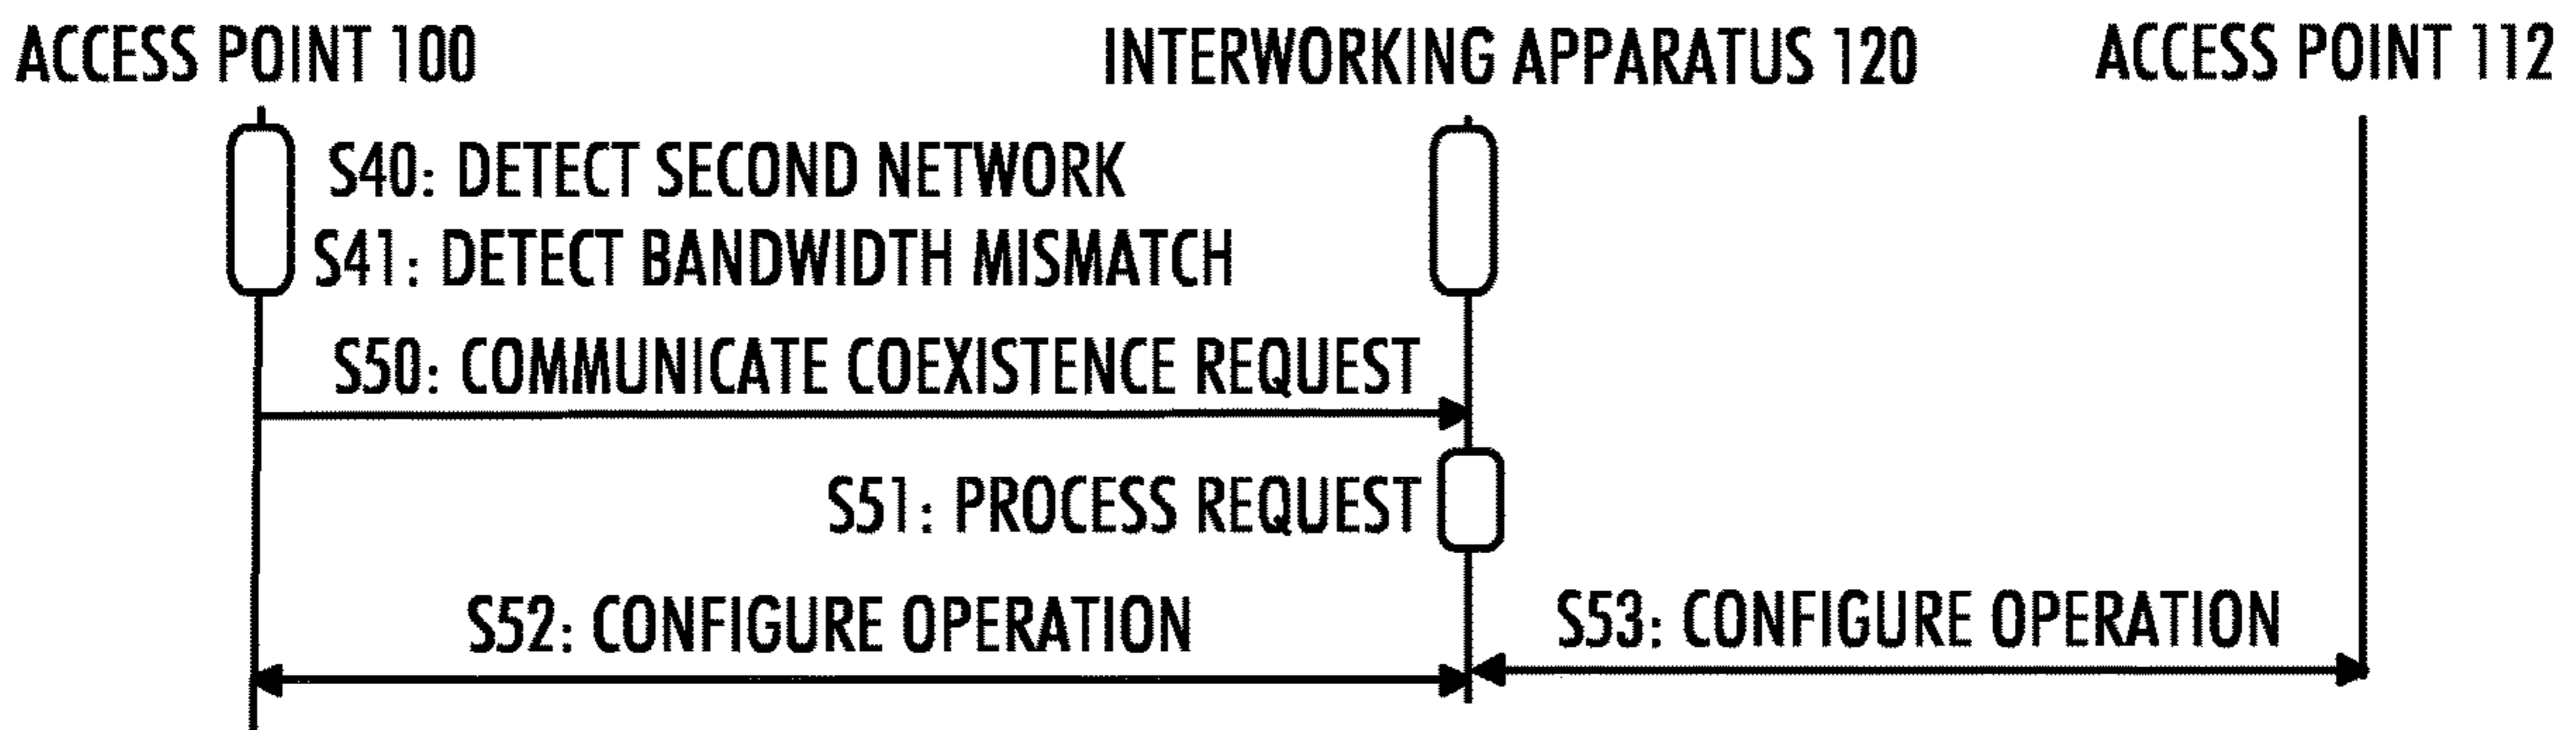 ACCESS POINT 100
INTERWORKING APPARATUS 120
ACCESS POINT 112
S40: DETECT SECOND NETWORK
S41: DETECT BANDWIDTH MISMATCH
S50: COMMUNICATE COEXISTENCE REQUEST
S51: PROCESS REQUEST
S52: CONFIGURE OPERATION
S53: CONFIGURE OPERATION